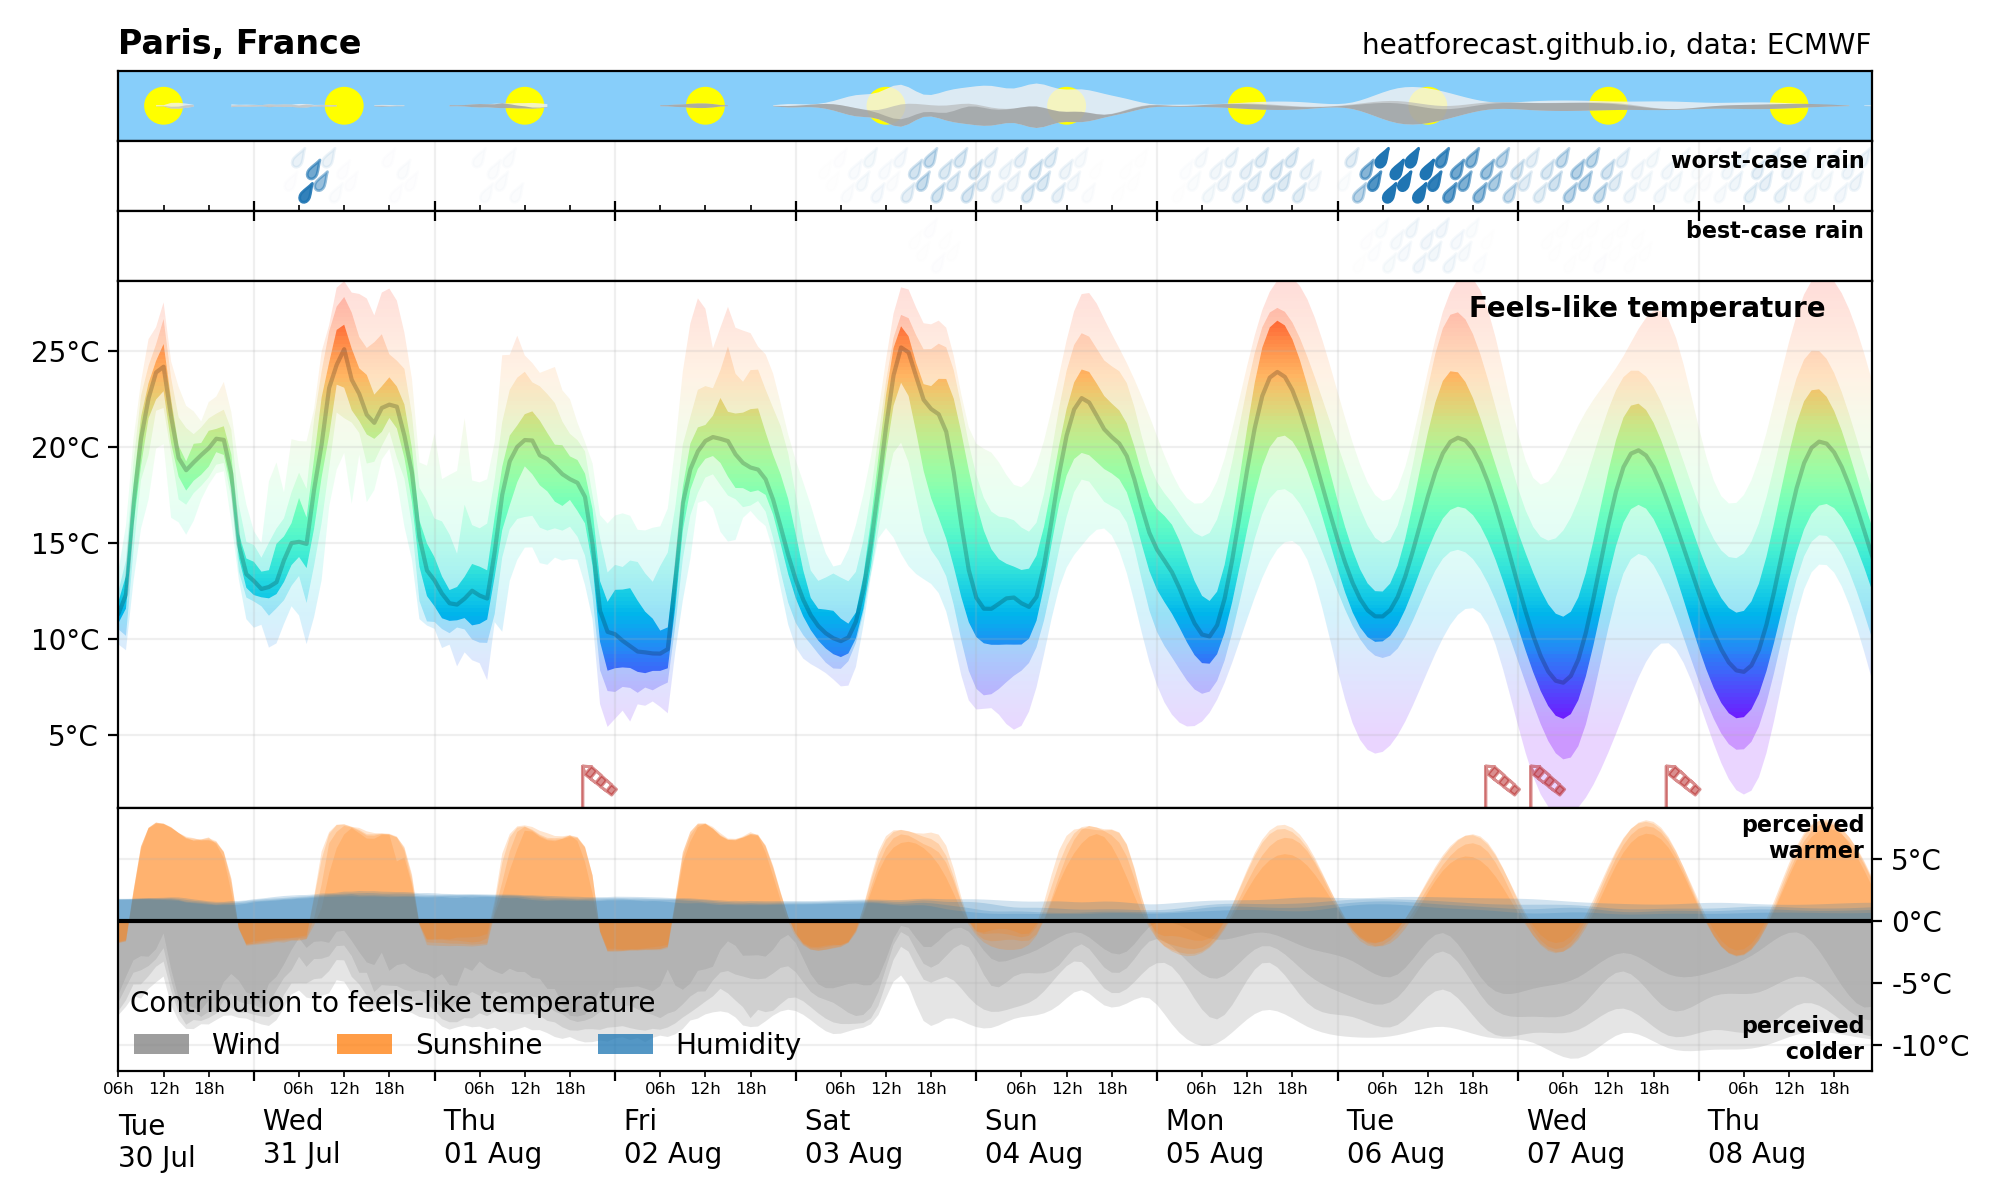 Paris, France
heatforecast.github.io, data: ECMWF
worst-case rain
best-case rain
Feels-like temperature
25°C
20°C
15°C
10°C
5°C
perceived
warmer
5°C
0°C
-5°C
-10°C
Contribution to feels-like temperature
Wind Sunshine Humidity
perceived
colder
06h 12h 18h 06h 12h 18h 06h 12h 18h 06h 12h 18h 06h 12h 18h 06h 12h 18h 06h 12h 18h 06h 12h 18h 06h 12h 18h 06h 12h 18h
Tue Wed Thu Fri Sat Sun Mon Tue Wed Thu
30 Jul 31 Jul 01 Aug 02 Aug 03 Aug 04 Aug 05 Aug 06 Aug 07 Aug 08 Aug